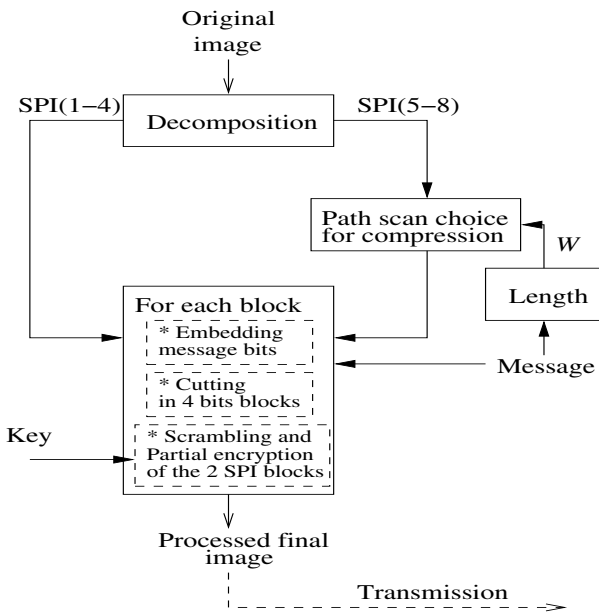 Original
image
SPI(1−4)
SPI(5−8)
Decomposition
Path scan choice
for compression
W
Length
For each block
* Embedding
message bits
Message
* Cutting
in 4 bits blocks
Key
* Scrambling and
Partial encryption
of the 2 SPI blocks
Processed final
image
Transmission